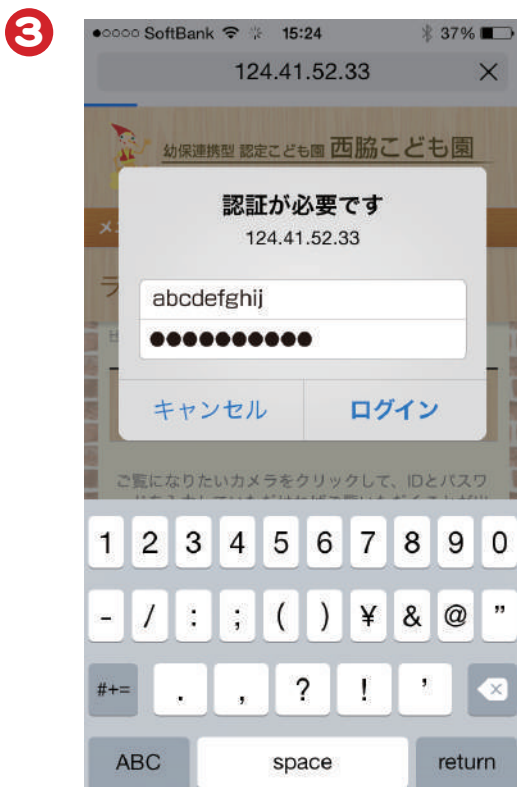 3
SoftBank 15:24 37%
124.41.52.33
幼保連携型 認定こども園 西脇こども園
認証が必要です
124.41.52.33
abcdefghij
●●●●●●●●●●
キャンセル ログイン
ご覧になりたいカメラをクリックして、IDとパスワ
1 2 3 4 5 6 7 8 9 0
- / : ; ( ) ¥ & @ ”
#+= . , ? ! ’
ABC space return